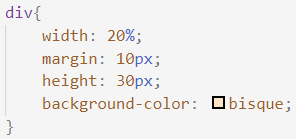 div{
    width: 20%;
    margin: 10px;
    height: 30px;
    background-color: bisque;
}